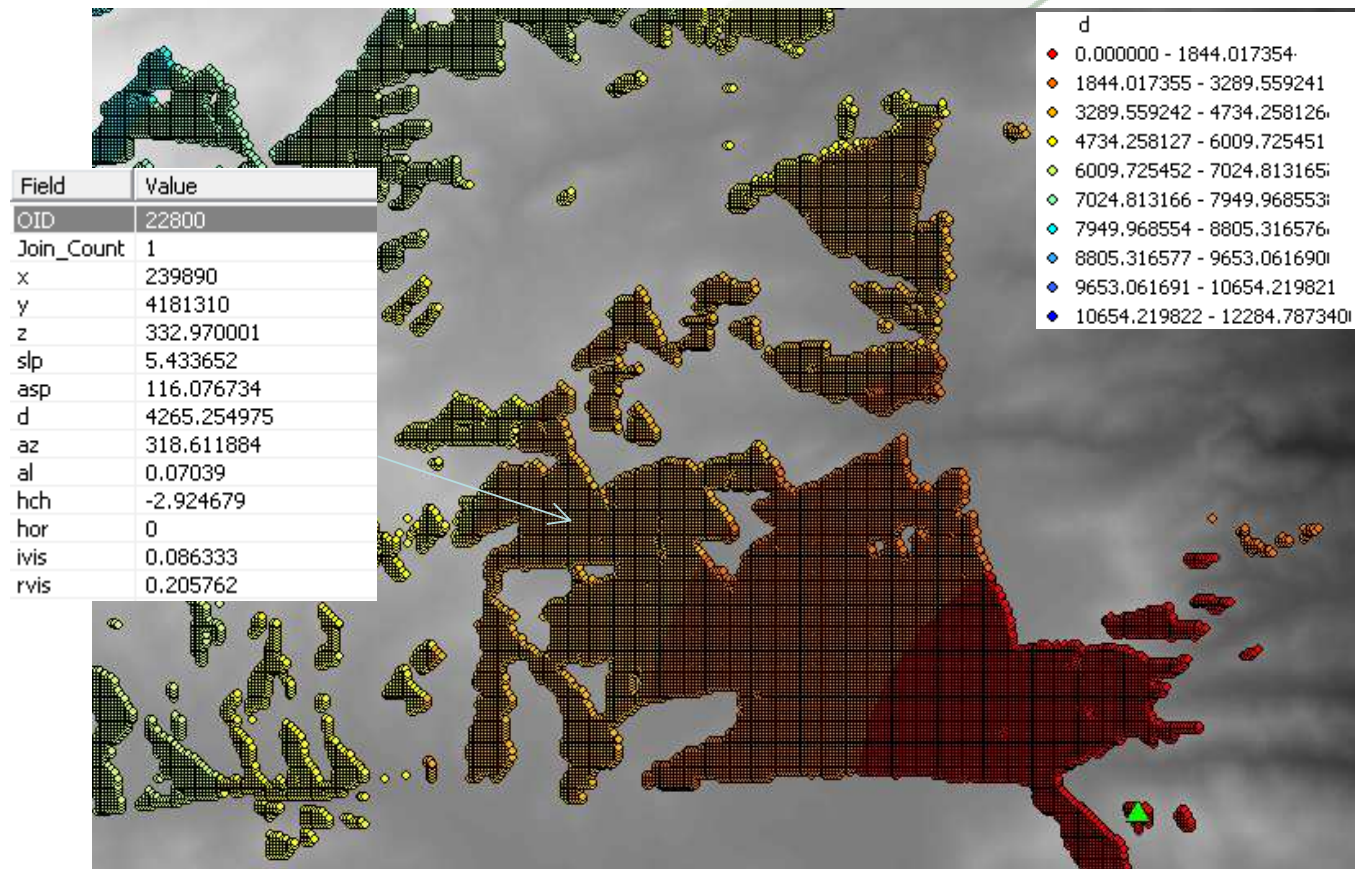 Field Value
OID 22800
Join_Count 1
x 239890
y 4181310
z 332.970001
slp 5.433652
asp 116.076734
d 4265.254975
az 318.611884
al 0.07039
hch -2.924679
hor 0
ivis 0.086333
rvis 0.205762
d
0.000000 - 1844.017354
1844.017355 - 3289.559241
3289.559242 - 4734.258126
4734.258127 - 6009.725451
6009.725452 - 7024.813165
7024.813166 - 7949.968553
7949.968554 - 8805.316576
8805.316577 - 9653.061690
9653.061691 - 10654.219821
10654.219822 - 12284.787340